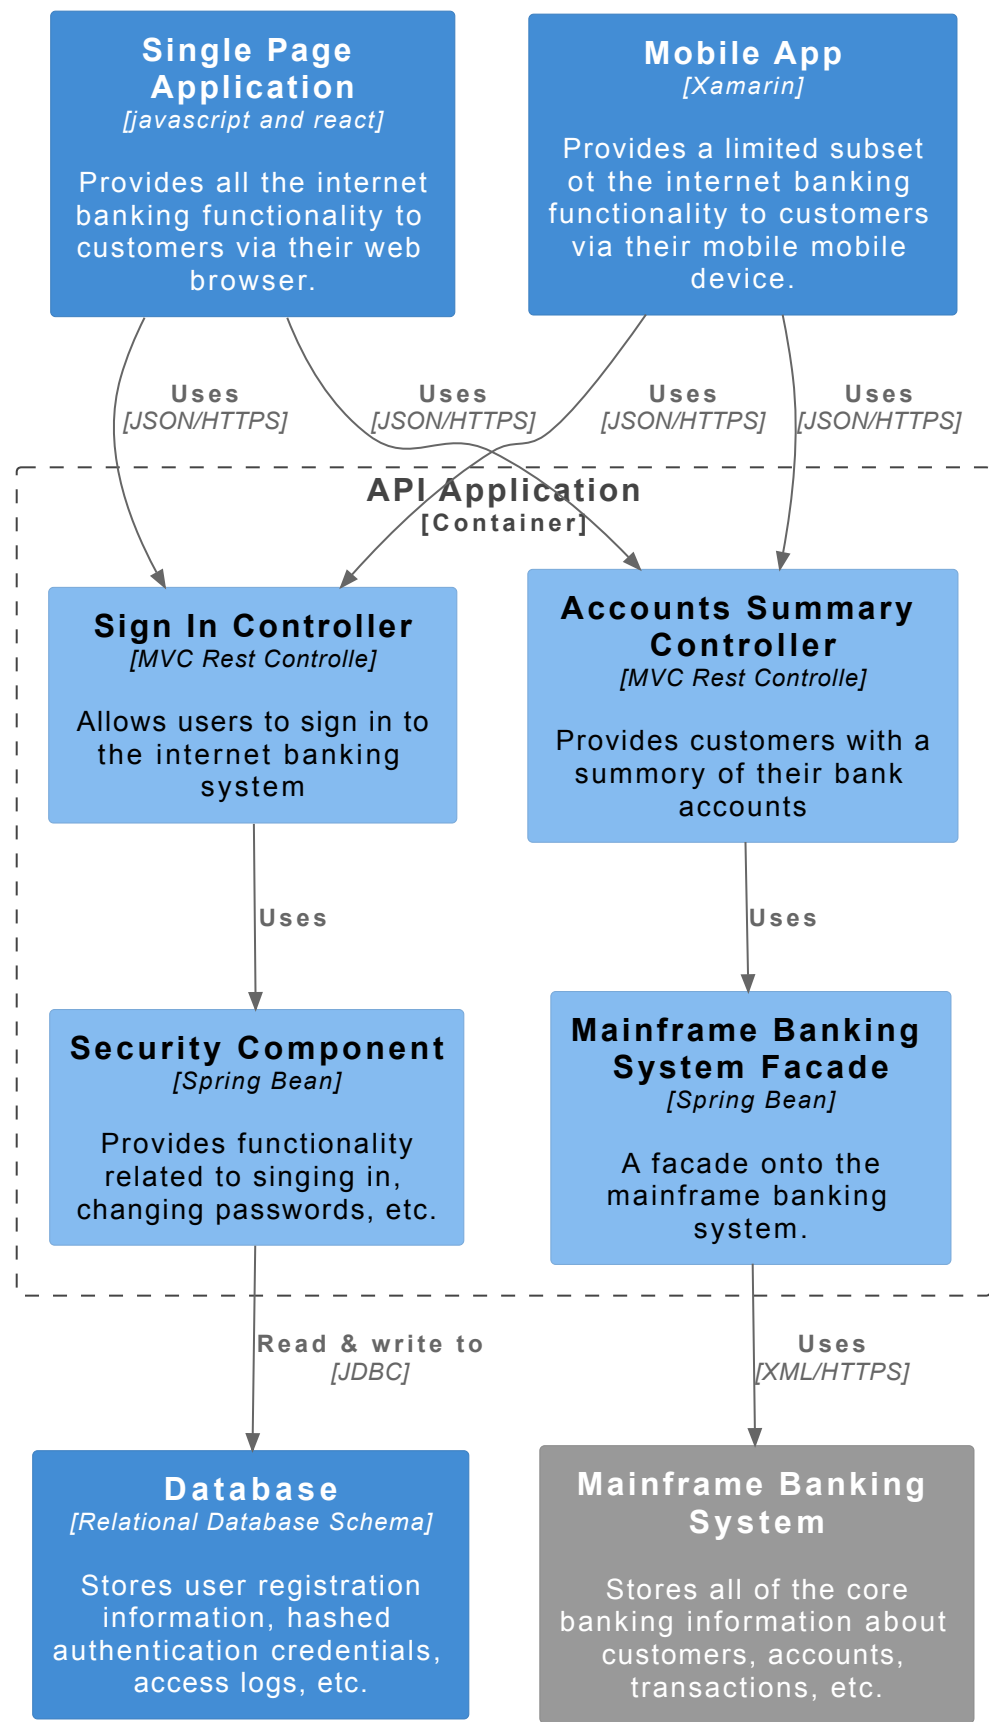 Single Page
Application
[javascript and react]
Provides all the internet
banking functionality to
customers via their web
browser.
Mobile App
[Xamarin]
Provides a limited subset
ot the internet banking
functionality to customers
via their mobile mobile
device.
Uses
[JSON/HTTPS]
Uses
[JSON/HTTPS]
Uses
[JSON/HTTPS]
Uses
[JSON/HTTPS]
API Application
[Container]
Sign In Controller
[MVC Rest Controlle]
Allows users to sign in to
the internet banking
system
Accounts Summary
Controller
[MVC Rest Controlle]
Provides customers with a
summory of their bank
accounts
Uses
Uses
Security Component
[Spring Bean]
Provides functionality
related to singing in,
changing passwords, etc.
Mainframe Banking
System Facade
[Spring Bean]
A facade onto the
mainframe banking
system.
Read & write to
[JDBC]
Uses
[XML/HTTPS]
Database
[Relational Database Schema]
Stores user registration
information, hashed
authentication credentials,
access logs, etc.
Mainframe Banking
System
Stores all of the core
banking information about
customers, accounts,
transactions, etc.